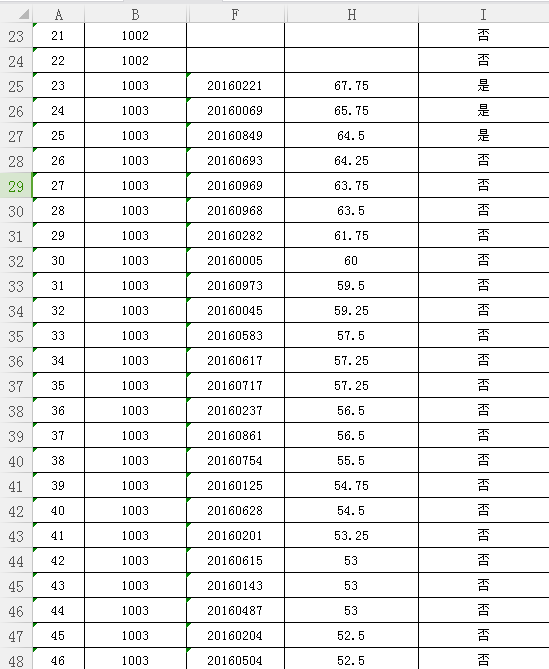 A B F H I
23 21 1002 否
24 22 1002 否
25 23 1003 20160221 67.75 是
26 24 1003 20160069 65.75 是
27 25 1003 20160849 64.5 是
28 26 1003 20160693 64.25 否
29 27 1003 20160969 63.75 否
30 28 1003 20160968 63.5 否
31 29 1003 20160282 61.75 否
32 30 1003 20160005 60 否
33 31 1003 20160973 59.5 否
34 32 1003 20160045 59.25 否
35 33 1003 20160583 57.5 否
36 34 1003 20160617 57.25 否
37 35 1003 20160717 57.25 否
38 36 1003 20160237 56.5 否
39 37 1003 20160861 56.5 否
40 38 1003 20160754 55.5 否
41 39 1003 20160125 54.75 否
42 40 1003 20160628 54.5 否
43 41 1003 20160201 53.25 否
44 42 1003 20160615 53 否
45 43 1003 20160143 53 否
46 44 1003 20160487 53 否
47 45 1003 20160204 52.5 否
48 46 1003 20160504 52.5 否